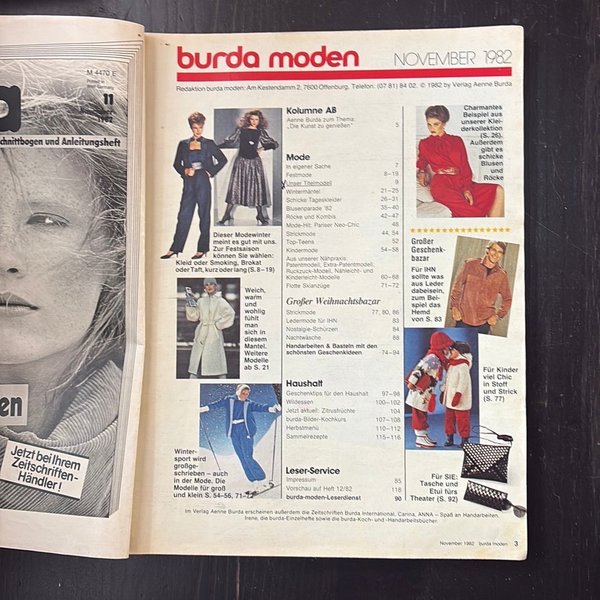 a
M 4470 E
11
1982
chnittbogen und Anleitungsheft
en
Jetzt bei Ihrem
Zeitschriften-
Händler!
burda moden
NOVEMBER 1982
Redaktion burda moden: Am Kestendamm 2; 7600 Offenburg. Telefon: (07 81) 84 02. © 1982 by Verlag Aenne Burda
Kolumne AB
Aenne Burda zum Thema:
„Die Kunst zu genießen" 5
Mode
In eigener Sache 7
Festmode 8–19
Unser Titelmodell 9
Wintermäntel 21–25
Schicke Tageskleider 26–31
Blusenparade '82 35–40
Röcke und Kombis 42–47
Mode-Hit: Pariser Neo-Chic 48
Strickmode 44, 54
Top-Teens 52
Kindermode 54–58
Aus unserer Nähpraxis:
Patentmodell, Extra-Patentmodell,
Ruckzuck-Modell, Nähleicht- und
Kinderleicht-Modelle 60–68
Flotte Skianzüge 71–72
Großer Weihnachtsbazar
Strickmode 77, 80, 86
Ledermode für IHN 83
Nostalgie-Schürzen 84
Nachtwäsche 88
Handarbeiten & Basteln mit den
schönsten Geschenkideen 74–94
Haushalt
Geschenktips für den Haushalt 97–98
Wildessen 100–102
Jetzt aktuell: Zitrusfrüchte 104
burda-Bilder-Kochkurs 107–108
Herbstmenü 110–112
Sammelrezepte 115–116
Leser-Service
Impressum 85
Vorschau auf Heft 12/82 118
burda-moden-Leserdienst 90
Dieser Modewinter
meint es gut mit uns.
Zur Festsaison
können Sie wählen:
Kleid oder Smoking, Brokat
oder Taft, kurz oder lang (S. 8–19)
Weich,
warm
und
wohlig
fühlt
man
sich in
diesem
Mantel.
Weitere
Modelle
ab S. 21
Winter-
sport wird
großge-
schrieben – auch
in der Mode. Die
Modelle für groß
und klein S. 54–56, 71–72
Charmantes
Beispiel aus
unserer Klei-
derkollektion
(S. 26).
Außerdem
gibt es
schicke
Blusen
und
Röcke
Großer
Geschenk-
bazar
Für IHN
sollte was
aus Leder
dabeisein,
zum Bei-
spiel das
Hemd
von S. 83
Für Kinder
viel Chic
in Stoff
und Strick
(S. 77)
Für SIE:
Tasche und
Etui fürs
Theater (S. 92)
Im Verlag Aenne Burda erscheinen außerdem die Zeitschriften Burda International, Carina, ANNA – Spaß an Handarbeiten,
Irene, die burda-Einzelhefte sowie die burda-Koch- und -Handarbeitsbücher.
November 1982 burda moden 3